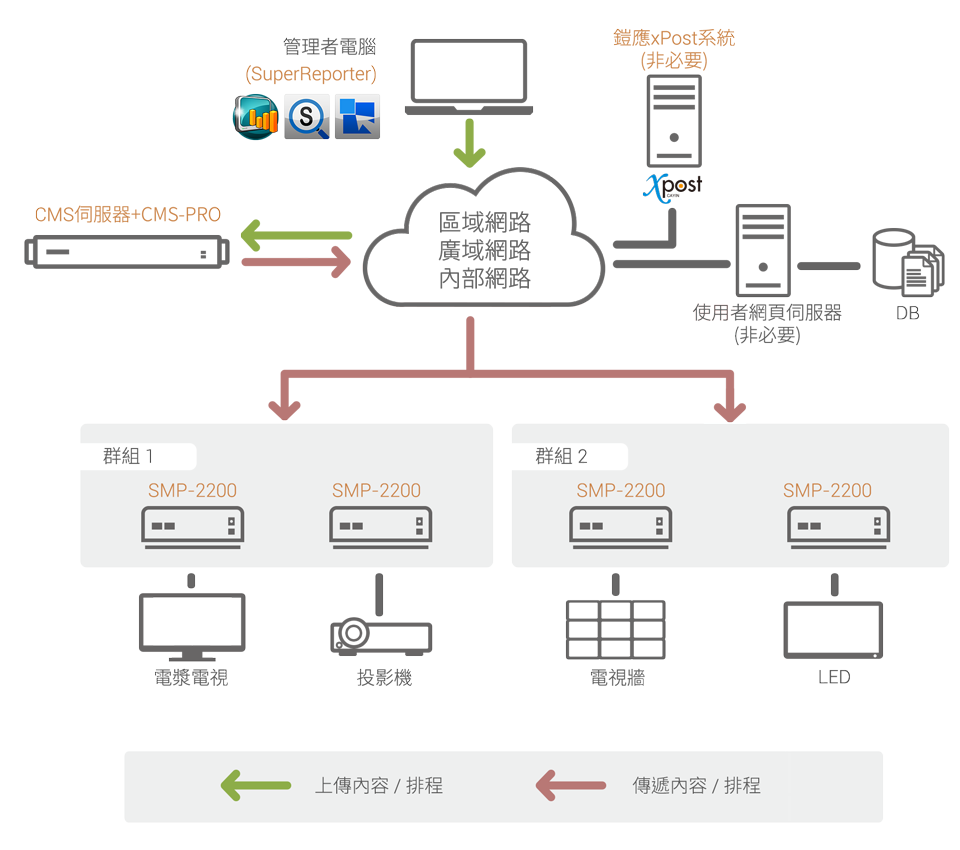 管理者電腦
(SuperReporter)
S
鎧應xPost系統
(非必要)
Xpost
CMS伺服器+CMS-PRO
區域網路
廣域網路
內部網路
使用者網頁伺服器
(非必要)
DB
群組 1
SMP-2200
SMP-2200
群組 2
SMP-2200
SMP-2200
電漿電視
投影機
電視牆
LED
上傳內容 / 排程
傳遞內容 / 排程